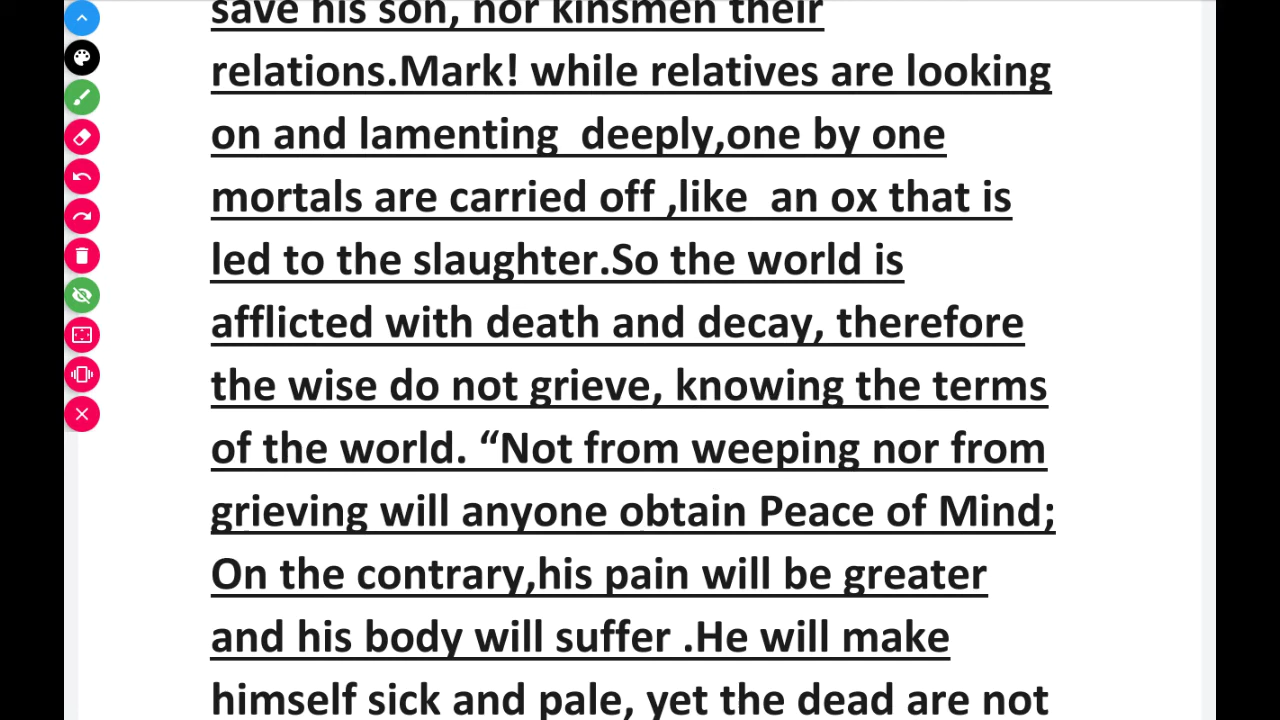 save his son, nor kinsmen their
relations.Mark! while relatives are looking
on and lamenting  deeply,one by one
mortals are carried off ,like  an ox that is
led to the slaughter.So the world is
afflicted with death and decay, therefore
the wise do not grieve, knowing the terms
of the world. “Not from weeping nor from
grieving will anyone obtain Peace of Mind;
On the contrary,his pain will be greater
and his body will suffer .He will make
himself sick and pale, yet the dead are not